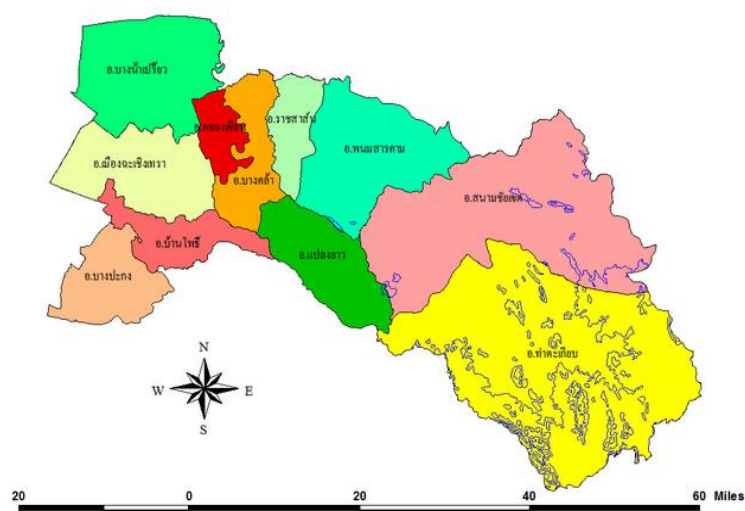 อ.บางน้ำเปรี้ยว
อ.คลองเขื่อน
อ.ราชสาส์น
อ.พนมสารคาม
อ.เมืองฉะเชิงเทรา
อ.บางคล้า
อ.สนามชัยเขต
อ.บ้านโพธิ์
อ.แปลงยาว
อ.บางปะกง
อ.ท่าตะเกียบ
N
W E
S
20 0 20 40 60 Miles